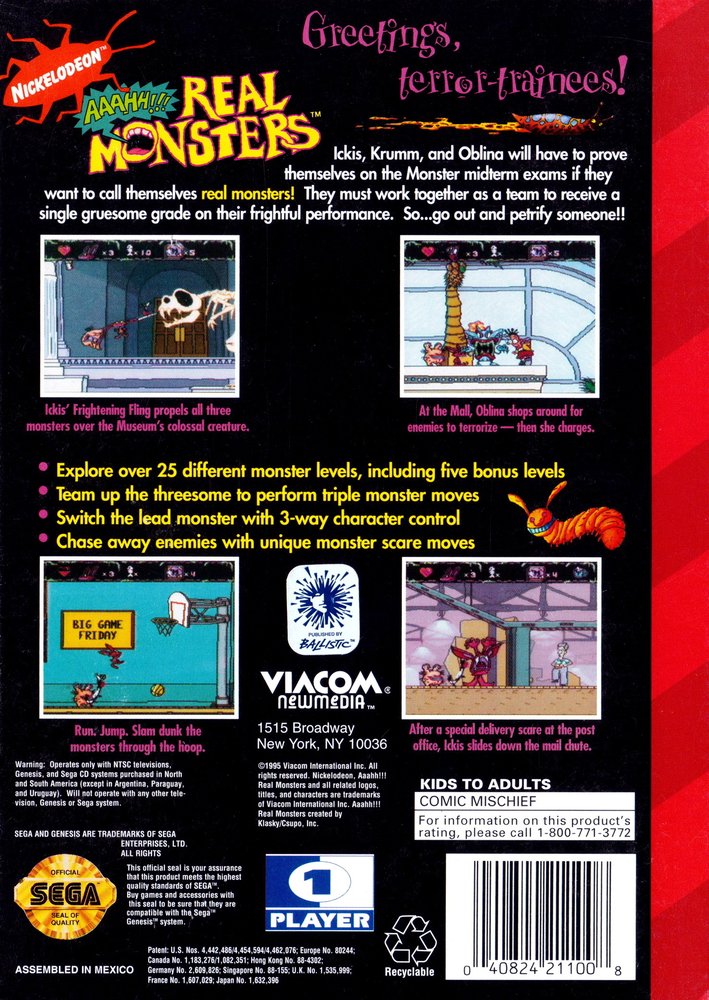 Greetings,
terror-trainees!
NICKELODEON™
AAAHH!!!
REAL
MONSTERS™
Ickis, Krumm, and Oblina will have to prove
themselves on the Monster midterm exams if they
want to call themselves real monsters! They must work together as a team to receive a
single gruesome grade on their frightful performance. So...go out and petrify someone!!
x3 x10 x5
x3 x x5
Ickis' Frightening Fling propels all three
monsters over the Museum's colossal creature.
At the Mall, Oblina shops around for
enemies to terrorize — then she charges.
• Explore over 25 different monster levels, including five bonus levels
• Team up the threesome to perform triple monster moves
• Switch the lead monster with 3-way character control
• Chase away enemies with unique monster scare moves
x3 x x4
x3 x x5
BIG GAME
FRIDAY
PUBLISHED BY
BALLISTIC™
VIACOM®
newmedia™
1515 Broadway
New York, NY 10036
Run. Jump. Slam dunk the
monsters through the hoop.
After a special delivery scare at the post
office, Ickis slides down the mail chute.
Warning: Operates only with NTSC televisions,
Genesis, and Sega CD systems purchased in North
and South America (except in Argentina, Paraguay,
and Uruguay). Will not operate with any other tele-
vision, Genesis or Sega system.
©1995 Viacom International Inc. All
rights reserved. Nickelodeon, Aaahh!!!
Real Monsters and all related logos,
titles, and characters are trademarks
of Viacom International Inc. Aaahh!!!
Real Monsters created by
Klasky/Csupo, Inc.
KIDS TO ADULTS
COMIC MISCHIEF
For information on this product's
rating, please call 1-800-771-3772
SEGA AND GENESIS ARE TRADEMARKS OF SEGA
ENTERPRISES, LTD.
ALL RIGHTS
OFFICIAL
SEGA
SEAL OF
QUALITY
This official seal is your assurance
that this product meets the highest
quality standards of SEGA™.
Buy games and accessories with
this seal to be sure that they are
compatible with the Sega™
Genesis™ system.
1
PLAYER
Recyclable
0 40824 21100 8
ASSEMBLED IN MEXICO
Patent: U.S. Nos. 4,442,486/4,454,594/4,462,076; Europe No. 80244;
Canada No. 1,183,276/1,082,351; Hong Kong No. 88-4302;
Germany No. 2,609,826; Singapore No. 88-155; U.K. No. 1,535,999;
France No. 1,607,029; Japan No. 1,632,396